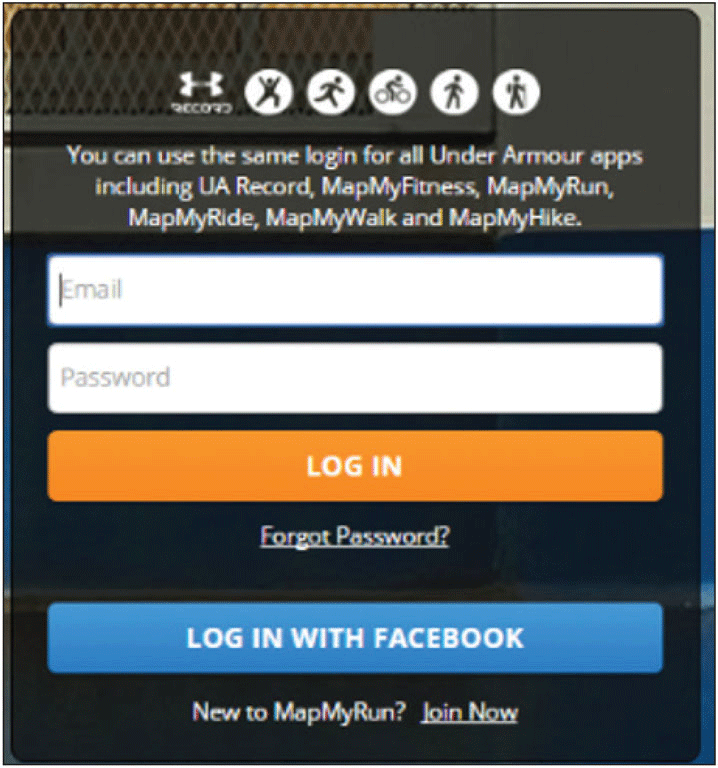 RECORD
You can use the same login for all Under Armour apps
including UA Record, MapMyFitness, MapMyRun,
MapMyRide, MapMyWalk and MapMyHike.
Email
Password
LOG IN
Forgot Password?
LOG IN WITH FACEBOOK
New to MapMyRun? Join Now